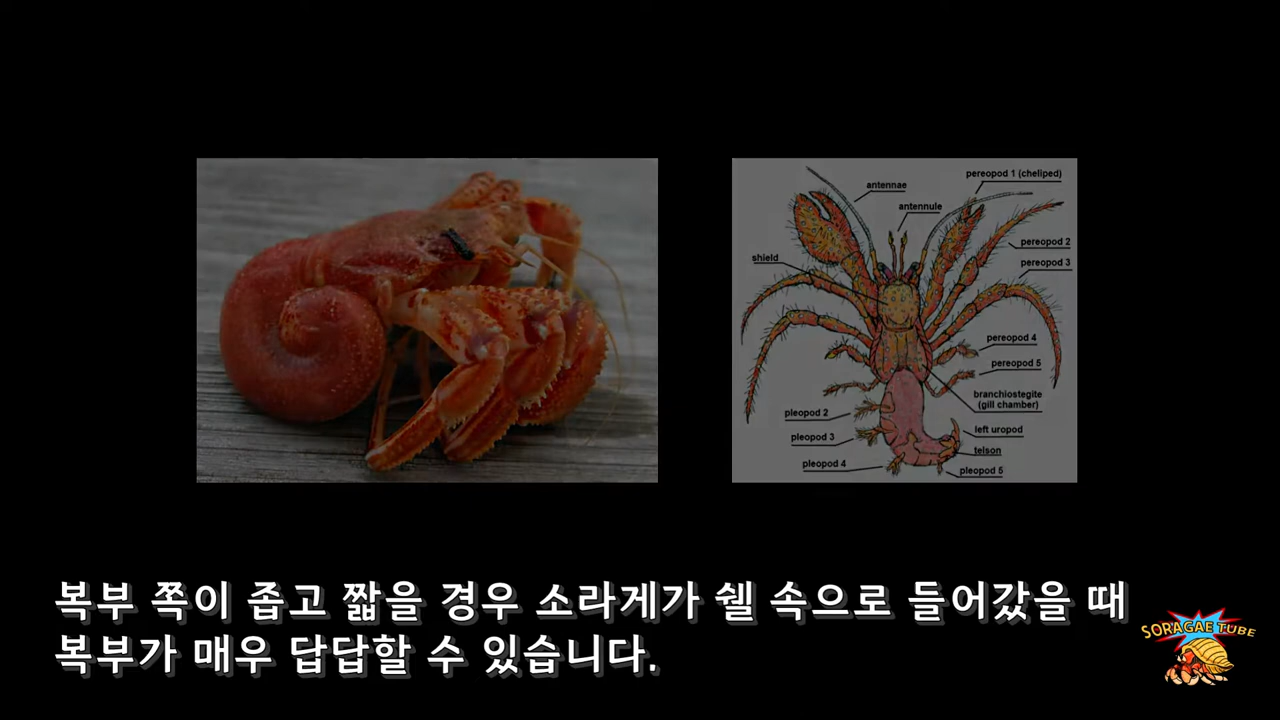 antennae
pereopod 1 (cheliped)
antennule
pereopod 2
shield
pereopod 3
pereopod 4
pereopod 5
branchiostegite
(gill chamber)
pleopod 2
left uropod
pleopod 3
telson
pleopod 4
pleopod 5
복부 쪽이 좁고 짧을 경우 소라게가 쉘 속으로 들어갔을 때
복부가 매우 답답할 수 있습니다.
SORAGAE TUBE